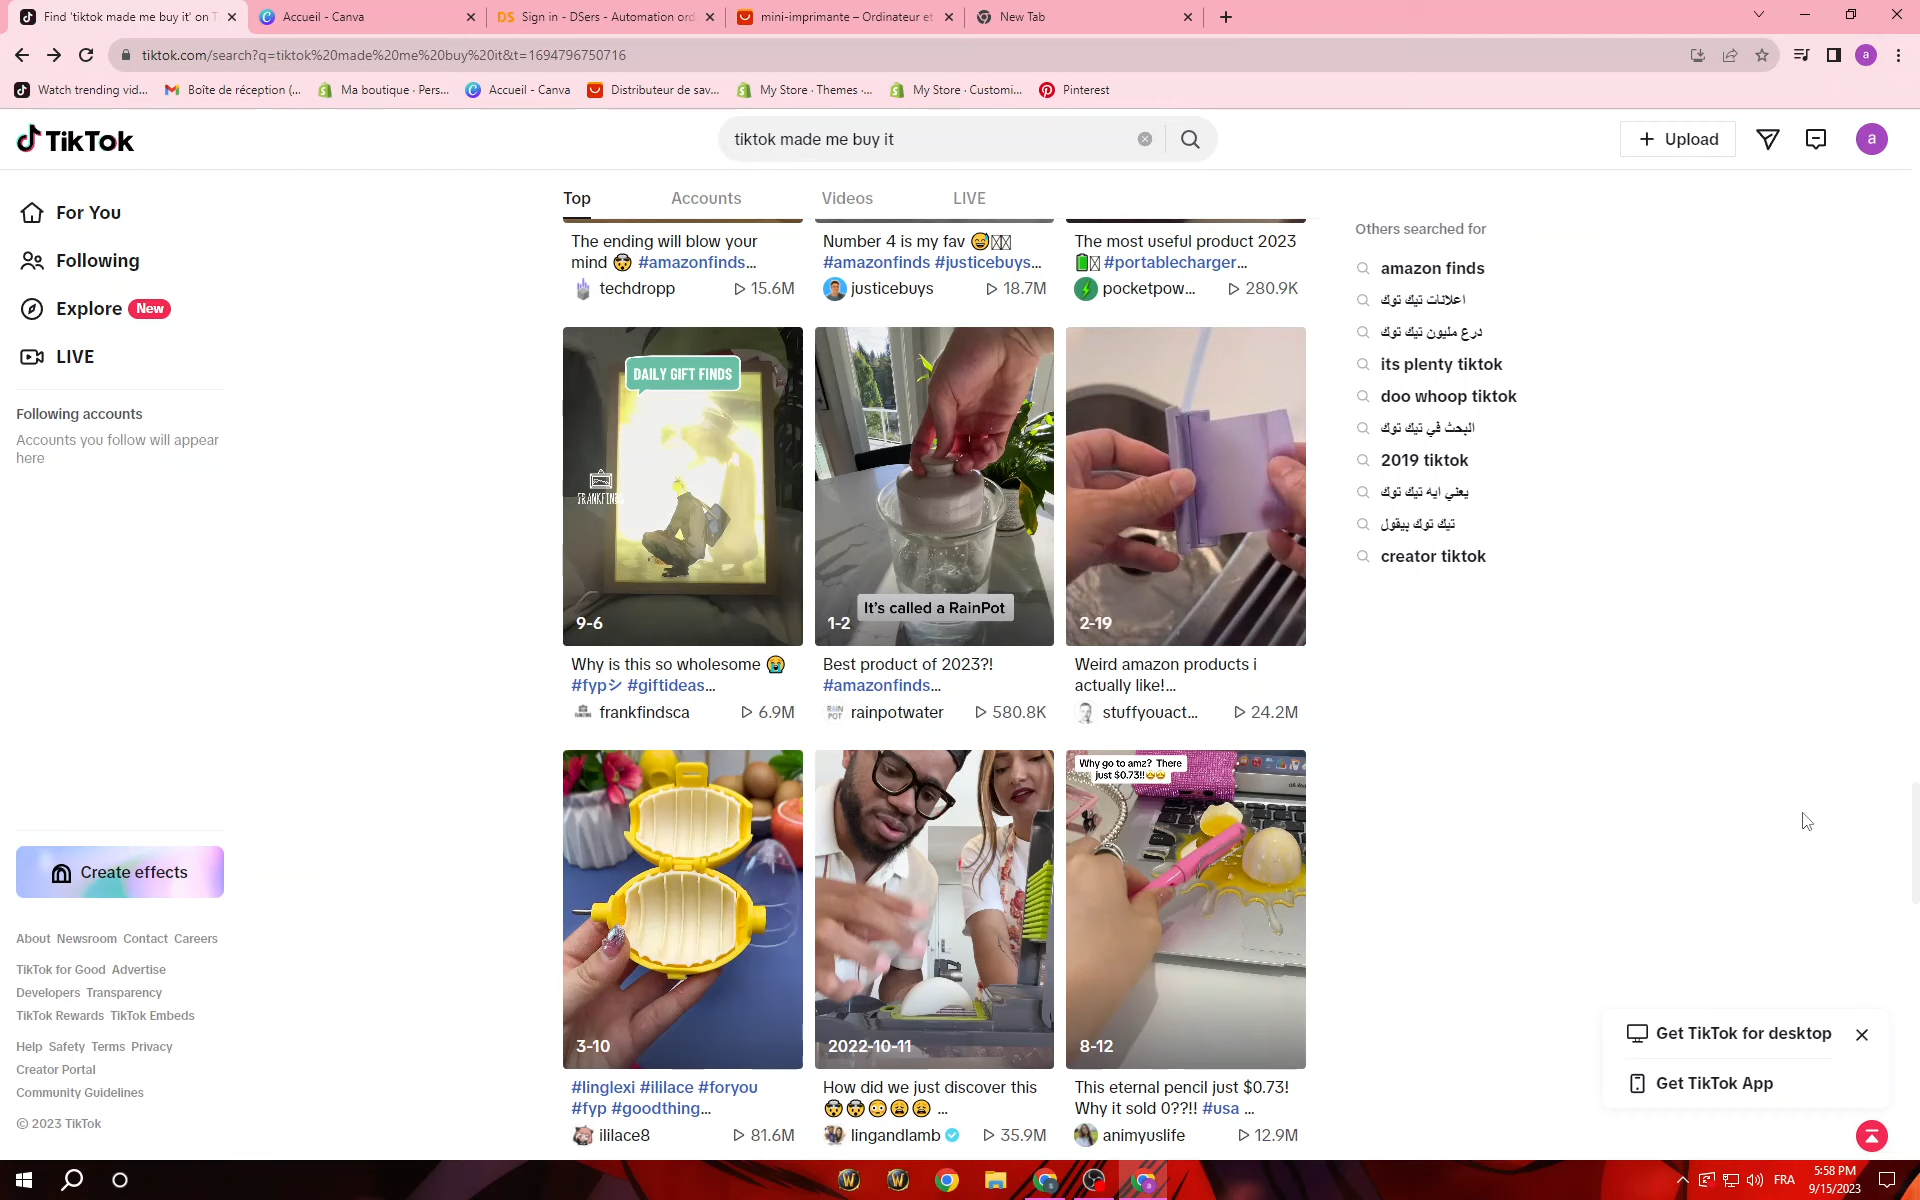 Find 'tiktok made me buy it' on T
Accueil - Canva
DS Sign in - DSers - Automation ord
mini-imprimante – Ordinateur et
New Tab
tiktok.com/search?q=tiktok%20made%20me%20buy%20it&t=1694796750716
a
Watch trending vid...
Boîte de réception (...
Ma boutique · Pers...
Accueil - Canva
Distributeur de sav...
My Store · Themes ·...
My Store · Customi...
Pinterest
TikTok
tiktok made me buy it
Upload
a
For You
Following
Explore New
LIVE
Following accounts
Accounts you follow will appear
here
Create effects
About Newsroom Contact Careers
TikTok for Good Advertise
Developers Transparency
TikTok Rewards TikTok Embeds
Help Safety Terms Privacy
Creator Portal
Community Guidelines
© 2023 TikTok
Top
Accounts
Videos
LIVE
The ending will blow your
mind 🤯 #amazonfinds...
techdropp
15.6M
Number 4 is my fav 😅
#amazonfinds #justicebuys...
justicebuys
18.7M
The most useful product 2023
🔋 #portablecharger...
pocketpow...
280.9K
DAILY GIFT FINDS
FRANKFINDS
9-6
Why is this so wholesome 😭
#fypシ #giftideas...
frankfindsca
6.9M
It's called a RainPot
1-2
Best product of 2023?!
#amazonfinds...
RAIN
POT
rainpotwater
580.8K
2-19
Weird amazon products i
actually like!...
stuffyouact...
24.2M
3-10
#linglexi #ililace #foryou
#fyp #goodthing...
ililace8
81.6M
2022-10-11
How did we just discover this
🤯🤯😳😩😩 ...
lingandlamb
35.9M
Why go to amz? There
just $0.73!!🤩🤩
8-12
This eternal pencil just $0.73!
Why it sold 0??!! #usa ...
animyuslife
12.9M
Others searched for
amazon finds
اعلانات تيك توك
درع مليون تيك توك
its plenty tiktok
doo whoop tiktok
البحث في تيك توك
2019 tiktok
يعني ايه تيك توك
تيك توك بيقول
creator tiktok
Get TikTok for desktop
Get TikTok App
FRA
5:58 PM
9/15/2023